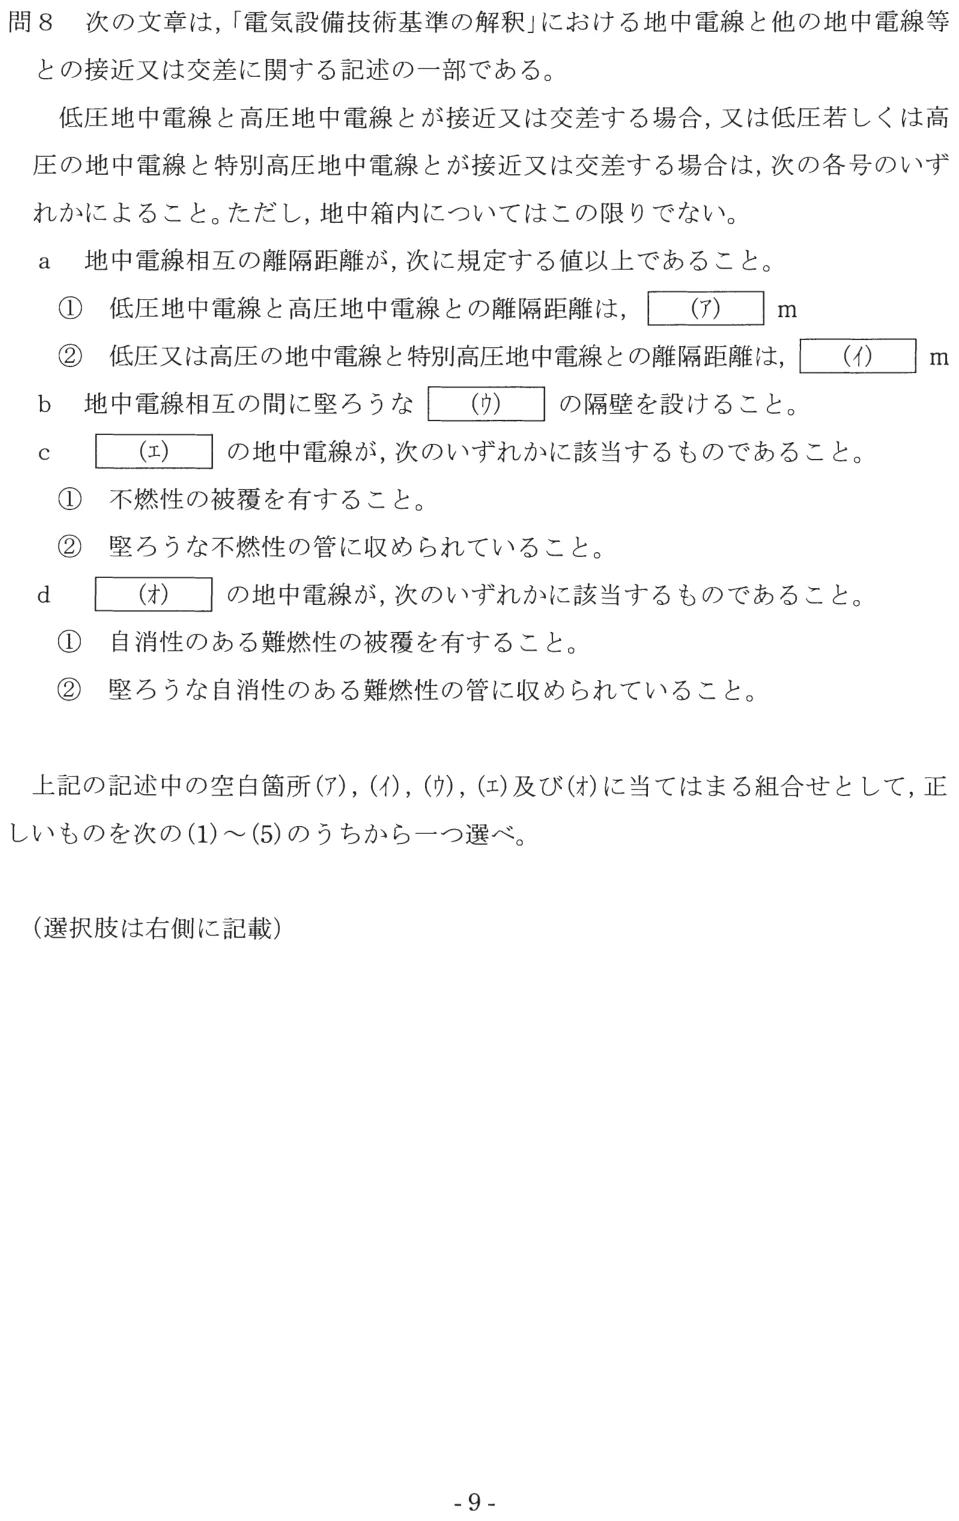 問８　次の文章は，「電気設備技術基準の解釈」における地中電線と他の地中電線等
との接近又は交差に関する記述の一部である。
低圧地中電線と高圧地中電線とが接近又は交差する場合，又は低圧若しくは高
圧の地中電線と特別高圧地中電線とが接近又は交差する場合は，次の各号のいず
れかによること。ただし，地中箱内についてはこの限りでない。
a　地中電線相互の離隔距離が，次に規定する値以上であること。
①　低圧地中電線と高圧地中電線との離隔距離は，　(ア)　m
②　低圧又は高圧の地中電線と特別高圧地中電線との離隔距離は，　(イ)　m
b　地中電線相互の間に堅ろうな　(ウ)　の隔壁を設けること。
c　(エ)　の地中電線が，次のいずれかに該当するものであること。
①　不燃性の被覆を有すること。
②　堅ろうな不燃性の管に収められていること。
d　(オ)　の地中電線が，次のいずれかに該当するものであること。
①　自消性のある難燃性の被覆を有すること。
②　堅ろうな自消性のある難燃性の管に収められていること。
上記の記述中の空白箇所(ア)，(イ)，(ウ)，(エ)及び(オ)に当てはまる組合せとして，正
しいものを次の(1)～(5)のうちから一つ選べ。
（選択肢は右側に記載）
- 9 -